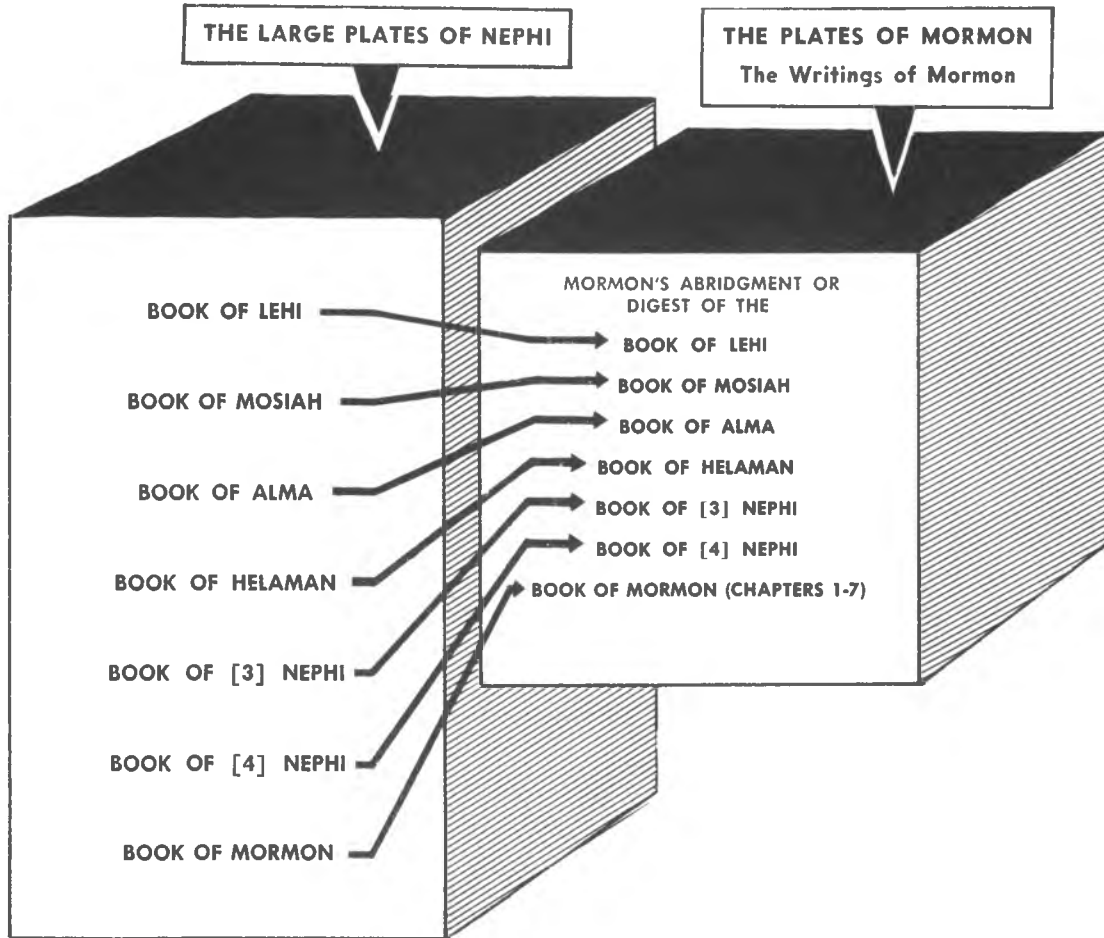 THE LARGE PLATES OF NEPHI
BOOK OF LEHI
BOOK OF MOSIAH
BOOK OF ALMA
BOOK OF HELAMAN
BOOK OF [3] NEPHI
BOOK OF [4] NEPHI
BOOK OF MORMON
THE PLATES OF MORMON
The Writings of Mormon
MORMON'S ABRIDGMENT OR
DIGEST OF THE
BOOK OF LEHI
BOOK OF MOSIAH
BOOK OF ALMA
BOOK OF HELAMAN
BOOK OF [3] NEPHI
BOOK OF [4] NEPHI
BOOK OF MORMON (CHAPTERS 1-7)